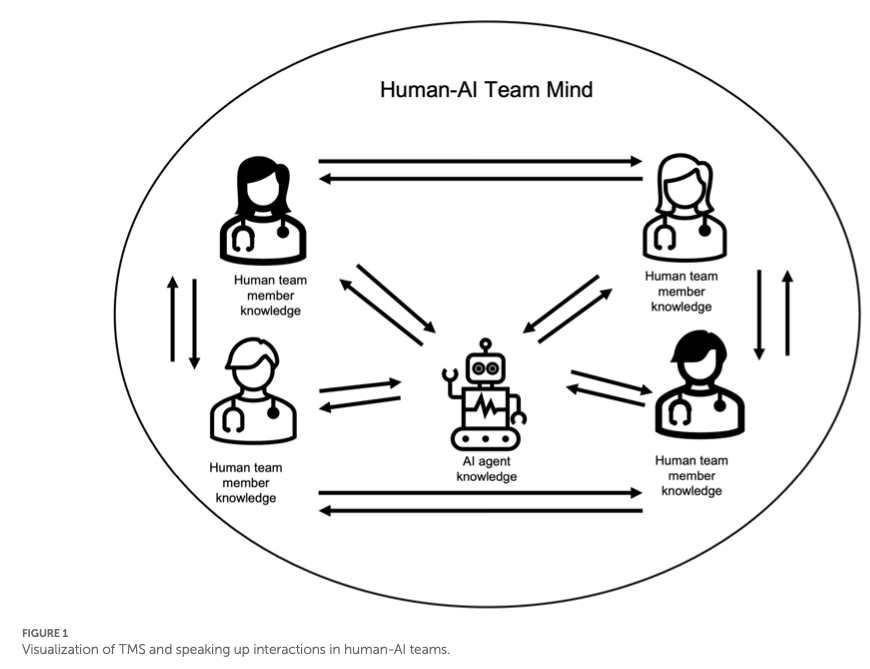 Human-AI Team Mind
Human team
member
knowledge
Human team
member
knowledge
Human team
member
knowledge
AI agent
knowledge
Human team
member
knowledge
FIGURE 1
Visualization of TMS and speaking up interactions in human-AI teams.